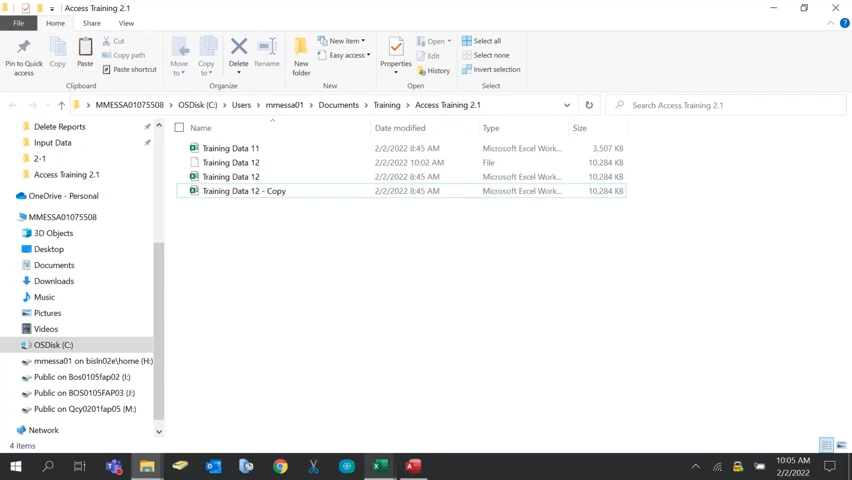 Access Training 2.1
File Home Share View
Pin to Quick access
Copy
Paste
Cut
Copy path
Paste shortcut
Clipboard
Move to
Copy to
Delete
Rename
Organize
New folder
New item
Easy access
New
Properties
Open
Edit
History
Open
Select all
Select none
Invert selection
Select
MMESSA01075508 > OSDisk (C:) > Users > mmessa01 > Documents > Training > Access Training 2.1
Search Access Training 2.1
Delete Reports
Input Data
2-1
Access Training 2.1
OneDrive - Personal
MMESSA01075508
3D Objects
Desktop
Documents
Downloads
Music
Pictures
Videos
OSDisk (C:)
mmessa01 on bisln02e\home (H:)
Public on Bos0105fap02 (I:)
Public on BOS0105FAP03 (J:)
Public on Qcy0201fap05 (M:)
Network
Name Date modified Type Size
Training Data 11 2/2/2022 8:45 AM Microsoft Excel Work... 3,507 KB
Training Data 12 2/2/2022 10:02 AM File 10,284 KB
Training Data 12 2/2/2022 8:45 AM Microsoft Excel Work... 10,284 KB
Training Data 12 - Copy 2/2/2022 8:45 AM Microsoft Excel Work... 10,284 KB
4 items
10:05 AM
2/2/2022